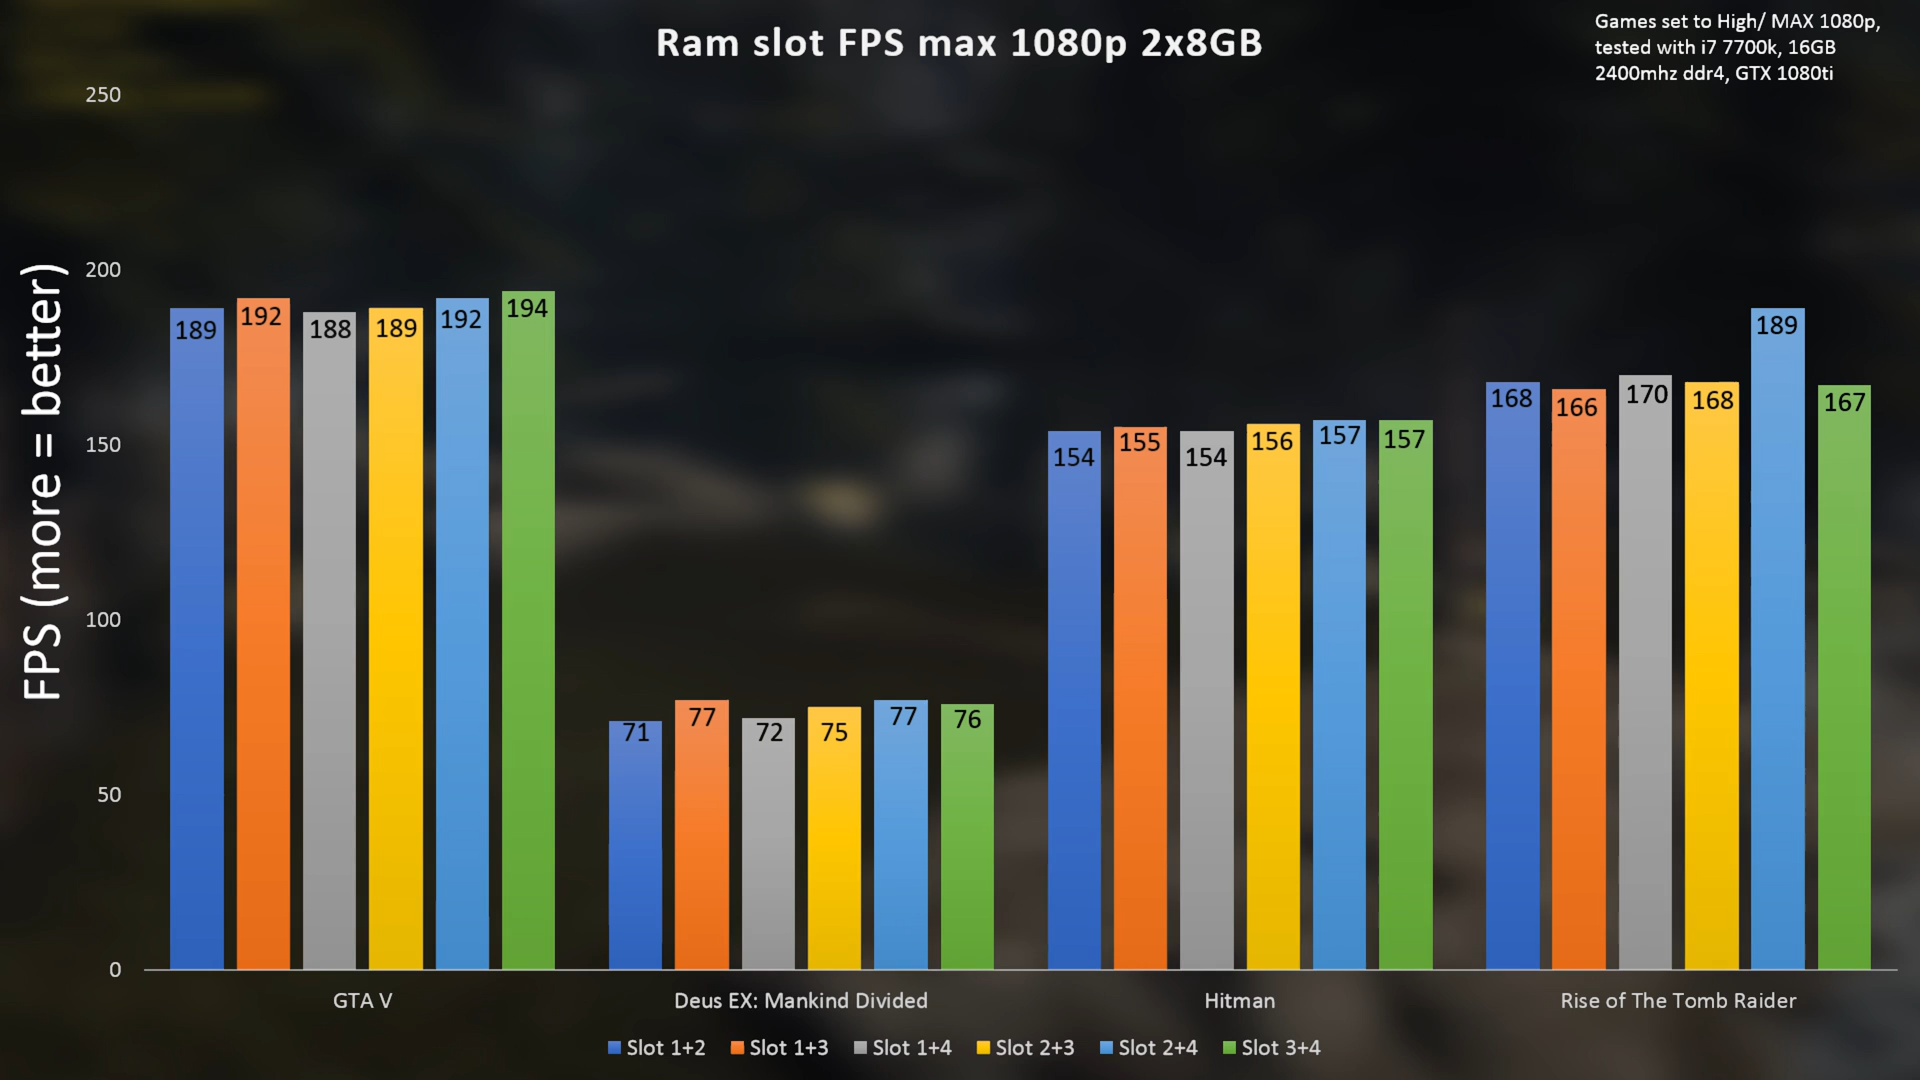 Ram slot FPS max 1080p 2x8GB
Games set to High/ MAX 1080p,
tested with i7 7700k, 16GB
2400mhz ddr4, GTX 1080ti
FPS (more = better)
250
200
150
100
50
0
189 192 188 189 192 194
71 77 72 75 77 76
154 155 154 156 157 157
168 166 170 168 189 167
GTA V
Deus EX: Mankind Divided
Hitman
Rise of The Tomb Raider
Slot 1+2 Slot 1+3 Slot 1+4 Slot 2+3 Slot 2+4 Slot 3+4